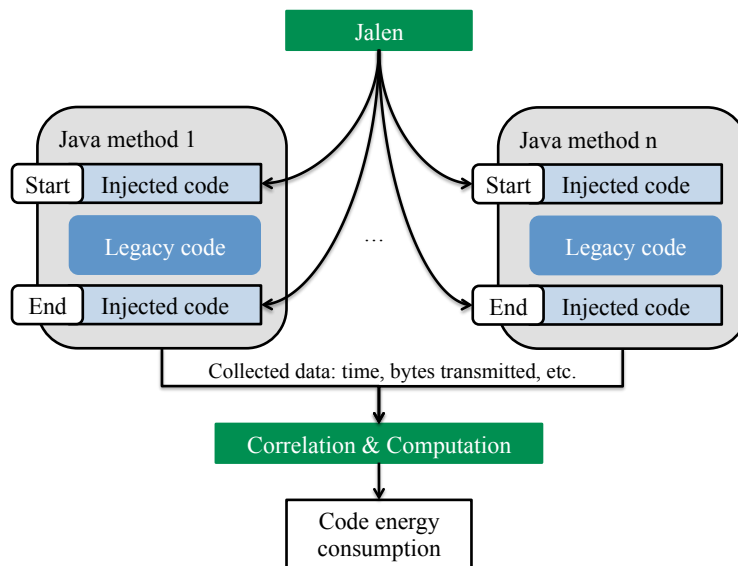 Jalen
Java method 1
Java method n
Start Injected code
Start Injected code
Legacy code
Legacy code
…
End Injected code
End Injected code
Collected data: time, bytes transmitted, etc.
Correlation & Computation
Code energy
consumption